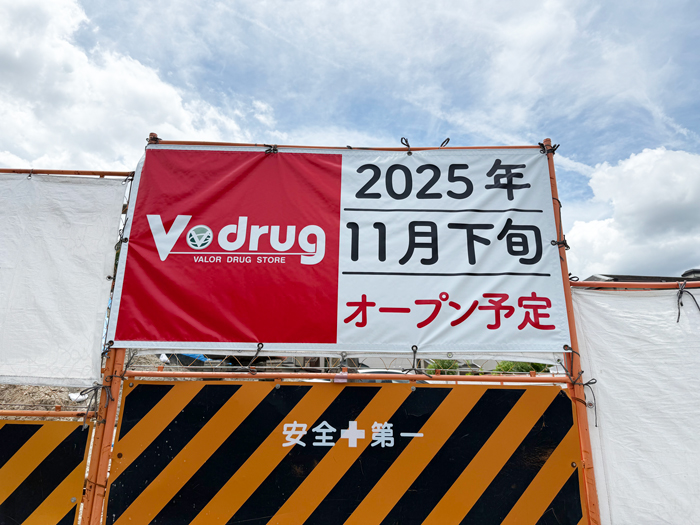 V drug
VALOR DRUG STORE
2025年
11月下旬
オープン予定
安全✚第一